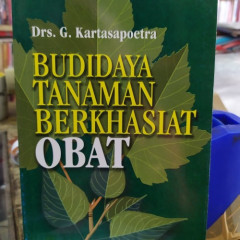 Drs. G. Kartasapoetra
BUDIDAYA
TANAMAN
BERKHASIAT
OBAT